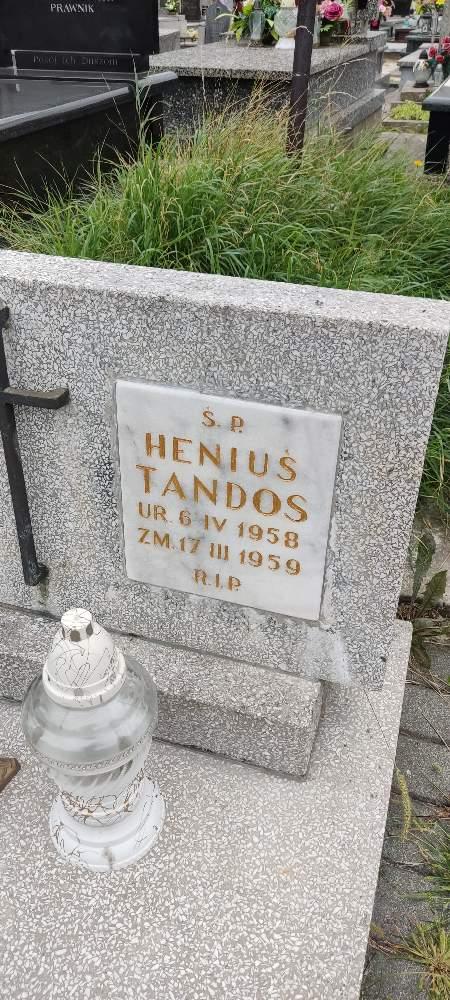 PRAWNIK
Pokój Ich Duszom
Ś. P.
HENIUŚ
TANDOS
UR. 6 IV 1958
ZM. 17 III 1959
R.I.P.